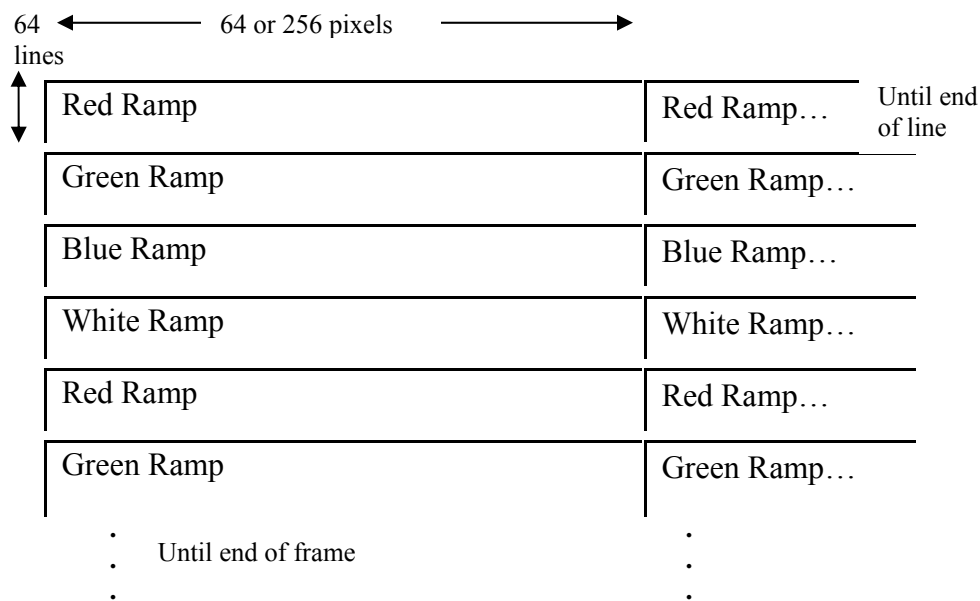 64
lines
64 or 256 pixels
Red Ramp
Red Ramp…
Until end
of line
Green Ramp
Green Ramp…
Blue Ramp
Blue Ramp…
White Ramp
White Ramp…
Red Ramp
Red Ramp…
Green Ramp
Green Ramp…
Until end of frame